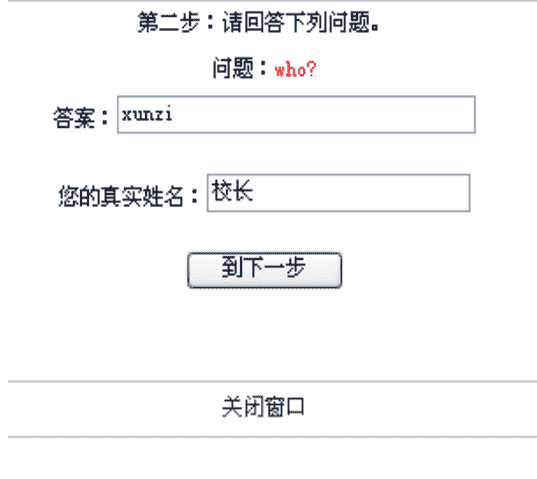 第二步：请回答下列问题。
问题：who?
答案：xunzi
您的真实姓名：校长
到下一步
关闭窗口